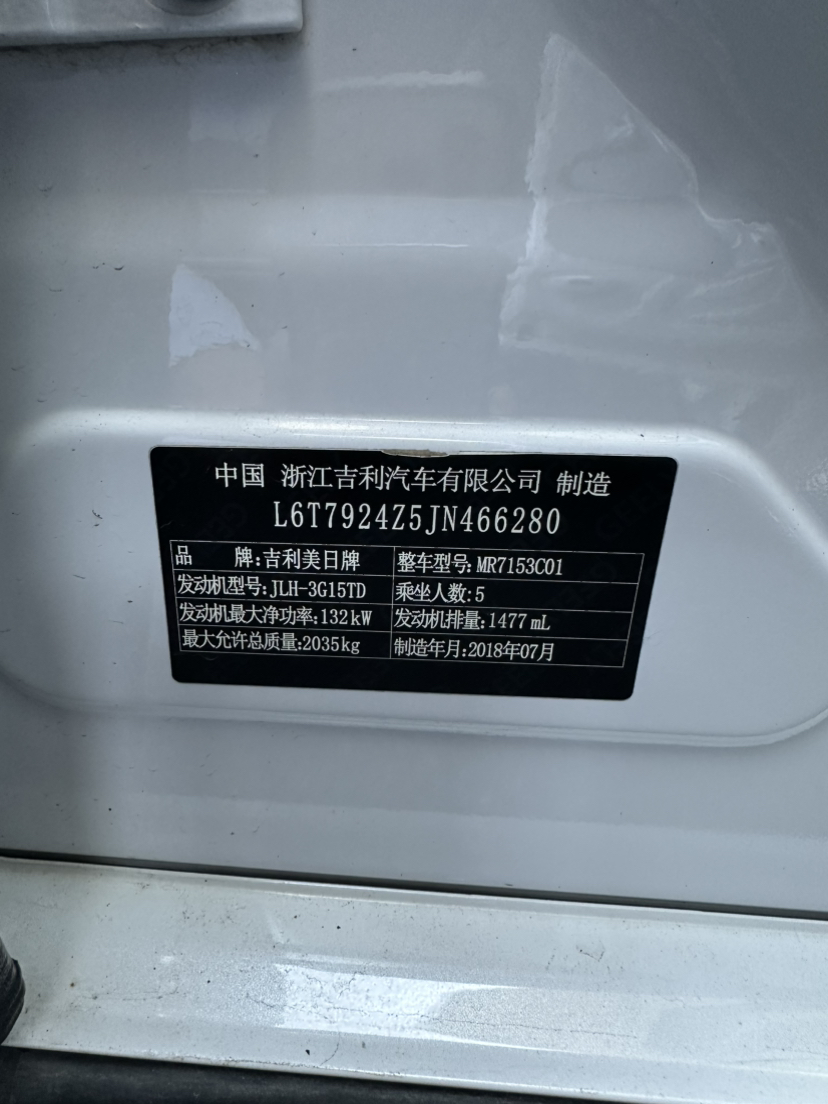 中国 浙江吉利汽车有限公司 制造
L6T7924Z5JN466280
品 牌:吉利美日牌 整车型号:MR7153C01
发动机型号:JLH-3G15TD 乘坐人数:5
发动机最大净功率:132kW 发动机排量:1477mL
最大允许总质量:2035kg 制造年月:2018年07月